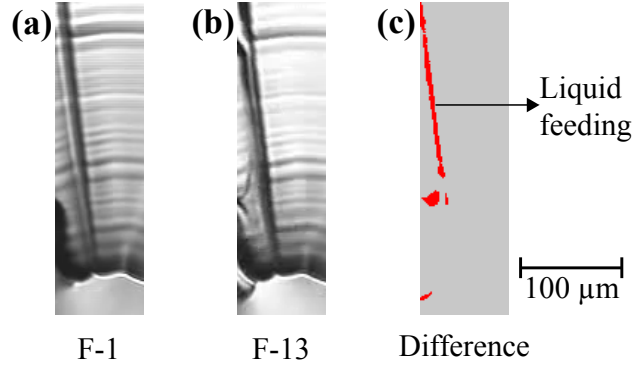 (a)
(b)
(c)
Liquid
feeding
100 µm
F-1
F-13
Difference